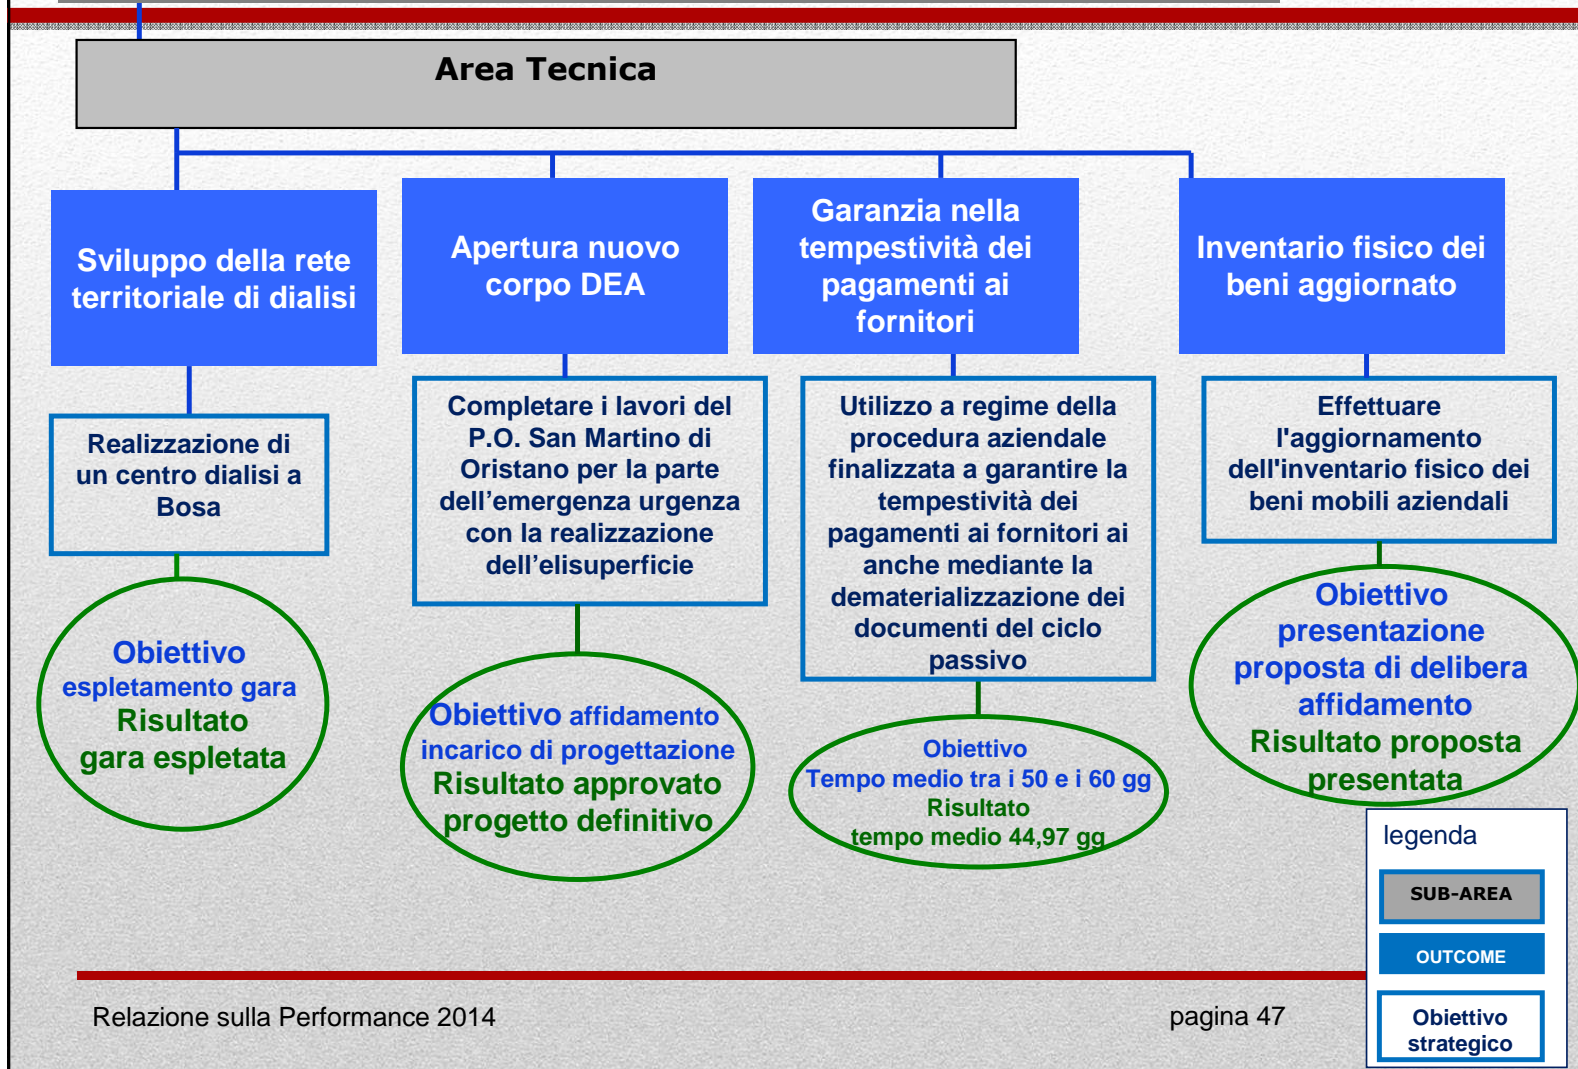 Area Tecnica
Sviluppo della rete
territoriale di dialisi
Apertura nuovo
corpo DEA
Garanzia nella
tempestività dei
pagamenti ai
fornitori
Inventario fisico dei
beni aggiornato
Realizzazione di
un centro dialisi a
Bosa
Completare i lavori del
P.O. San Martino di
Oristano per la parte
dell’emergenza urgenza
con la realizzazione
dell’elisuperficie
Utilizzo a regime della
procedura aziendale
finalizzata a garantire la
tempestività dei
pagamenti ai fornitori ai
anche mediante la
dematerializzazione dei
documenti del ciclo
passivo
Effettuare
l'aggiornamento
dell'inventario fisico dei
beni mobili aziendali
Obiettivo
espletamento gara
Risultato
gara espletata
Obiettivo affidamento
incarico di progettazione
Risultato approvato
progetto definitivo
Obiettivo
Tempo medio tra i 50 e i 60 gg
Risultato
tempo medio 44,97 gg
Obiettivo
presentazione
proposta di delibera
affidamento
Risultato proposta
presentata
legenda
SUB-AREA
OUTCOME
Obiettivo
strategico
Relazione sulla Performance 2014
pagina 47